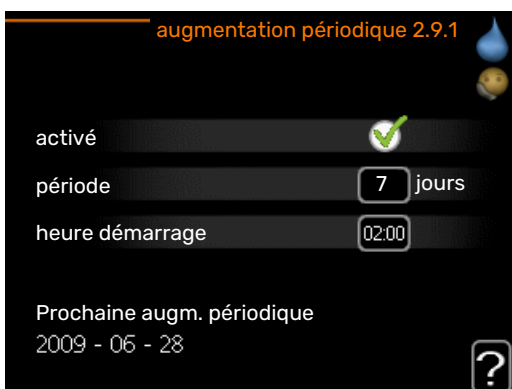 augmentation périodique 2.9.1
activé
période 7 jours
heure démarrage 02:00
Prochaine augm. périodique
2009 - 06 - 28
?